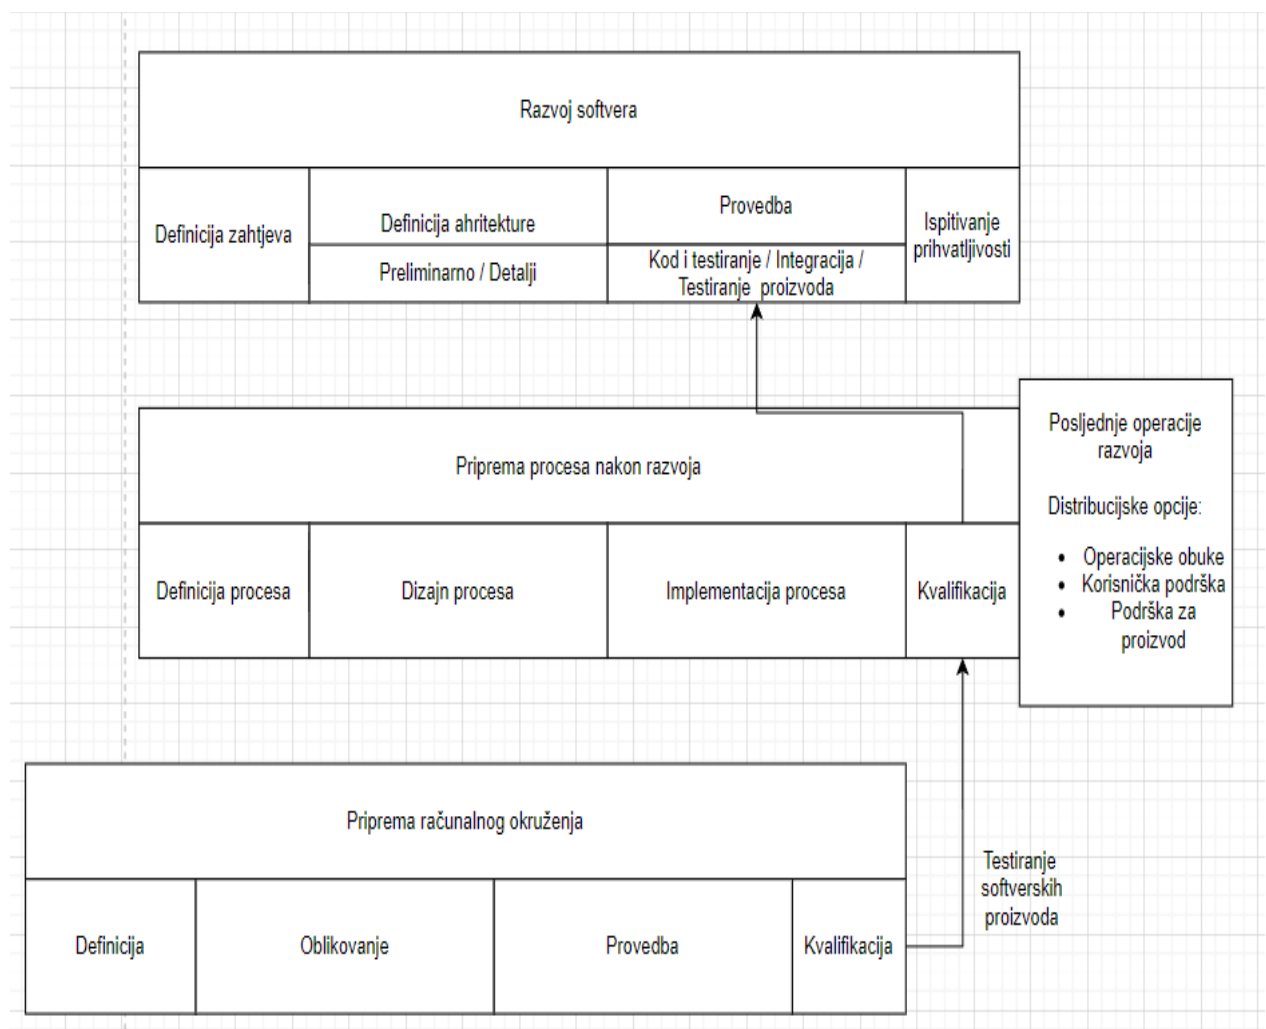 Razvoj softvera
Definicija zahtjeva
Definicija ahritekture
Preliminarno / Detalji
Provedba
Kod i testiranje / Integracija /
Testiranje proizvoda
Ispitivanje
prihvatljivosti
Priprema procesa nakon razvoja
Definicija procesa
Dizajn procesa
Implementacija procesa
Kvalifikacija
Posljednje operacije
razvoja
Distribucijske opcije:
• Operacijske obuke
• Korisnička podrška
• Podrška za
proizvod
Priprema računalnog okruženja
Definicija
Oblikovanje
Provedba
Kvalifikacija
Testiranje
softverskih
proizvoda